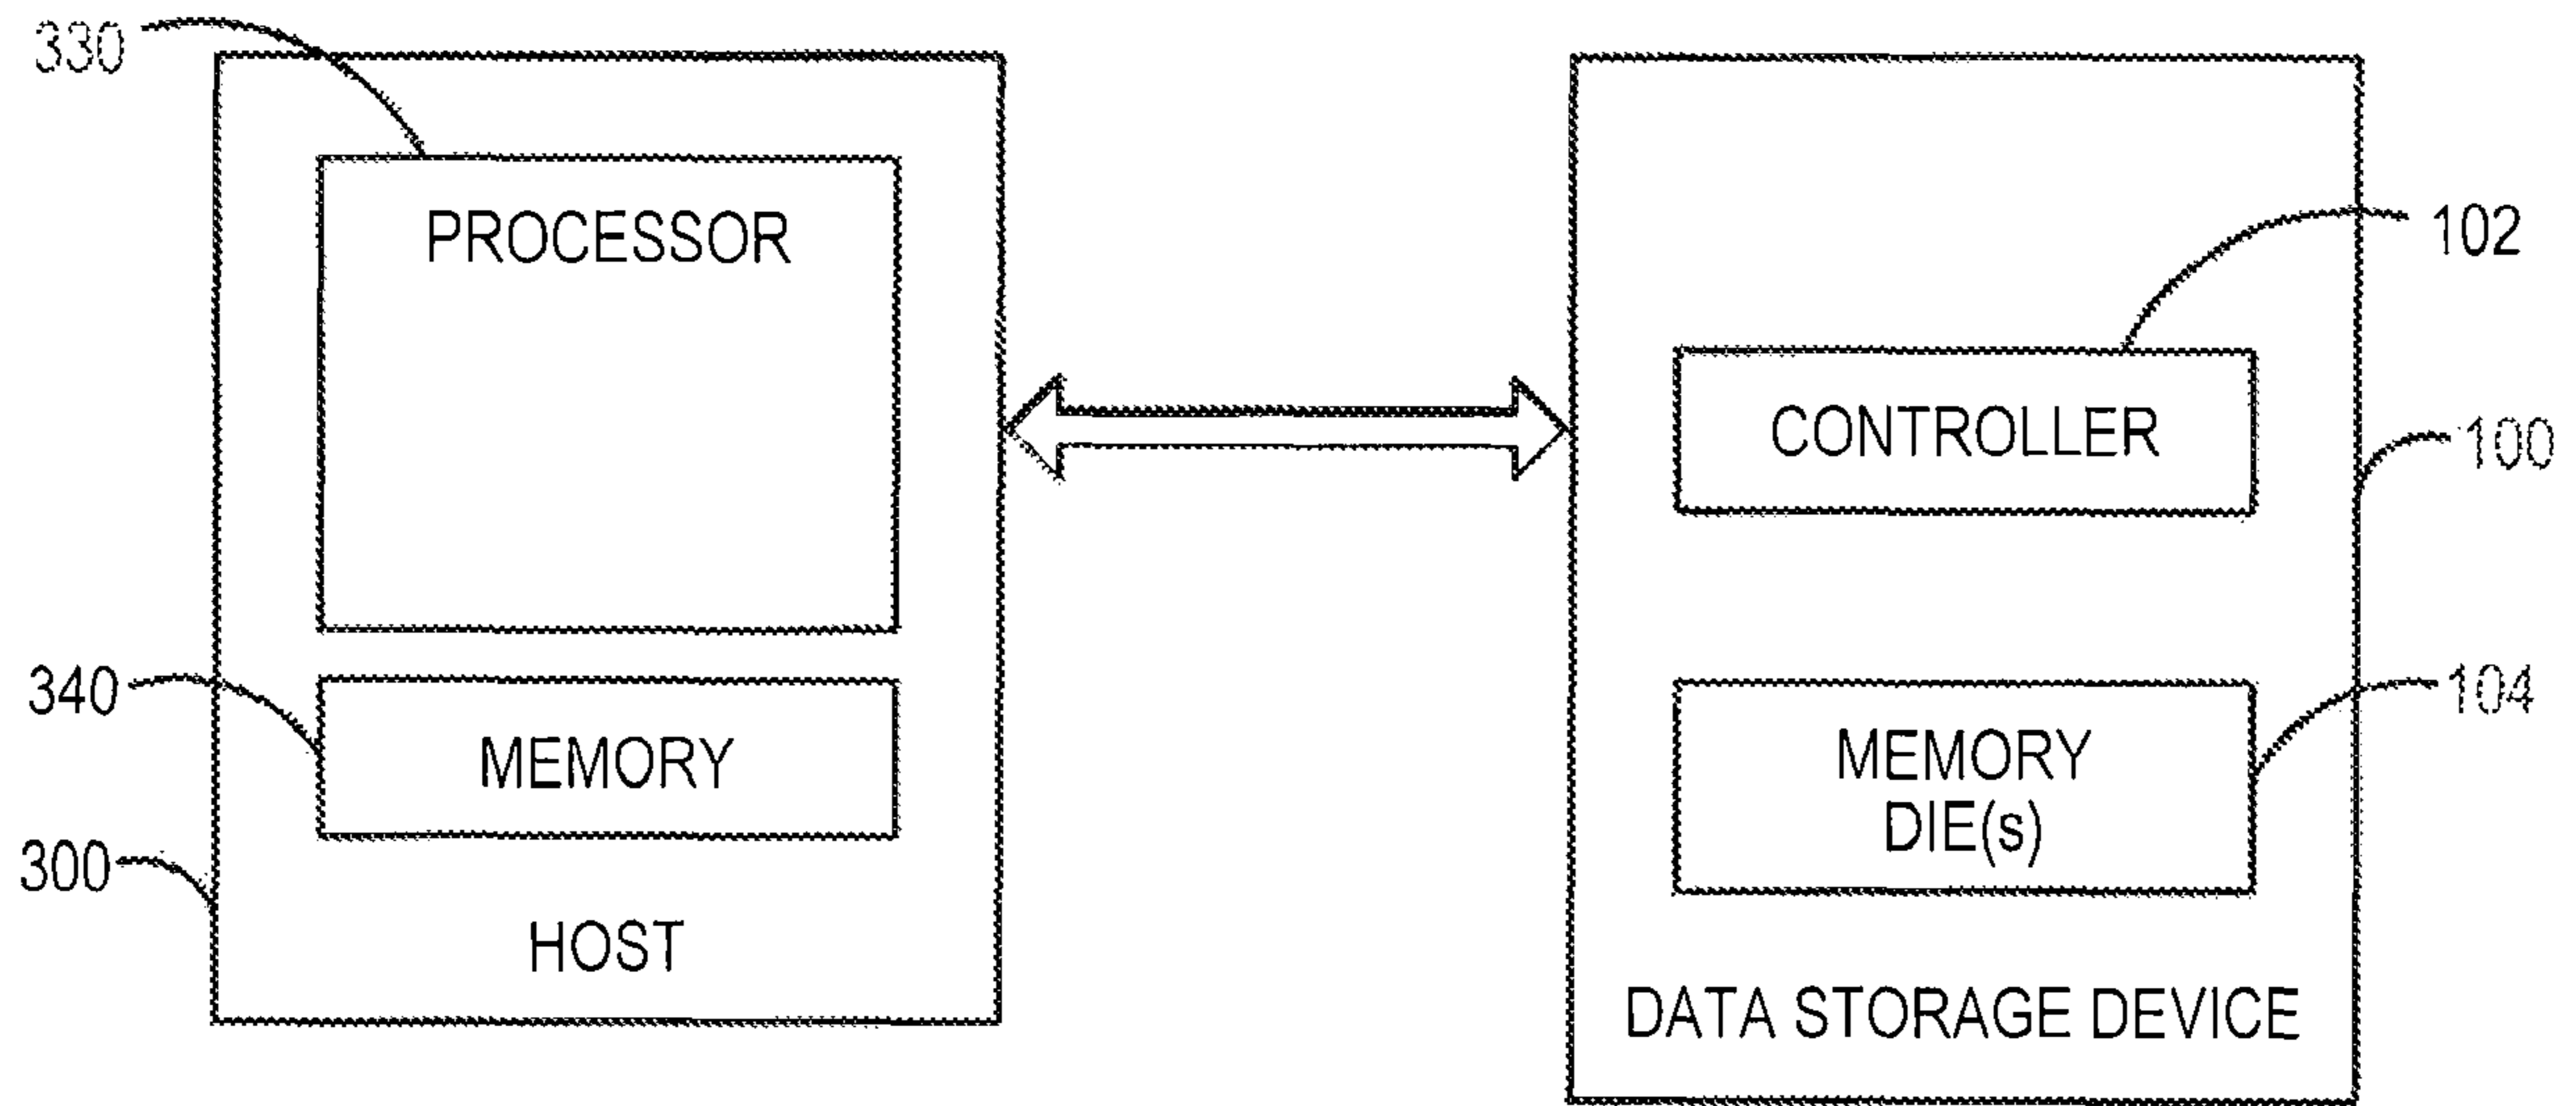 330
PROCESSOR
340
MEMORY
300
HOST
102
CONTROLLER
100
104
MEMORY
DIE(s)
DATA STORAGE DEVICE